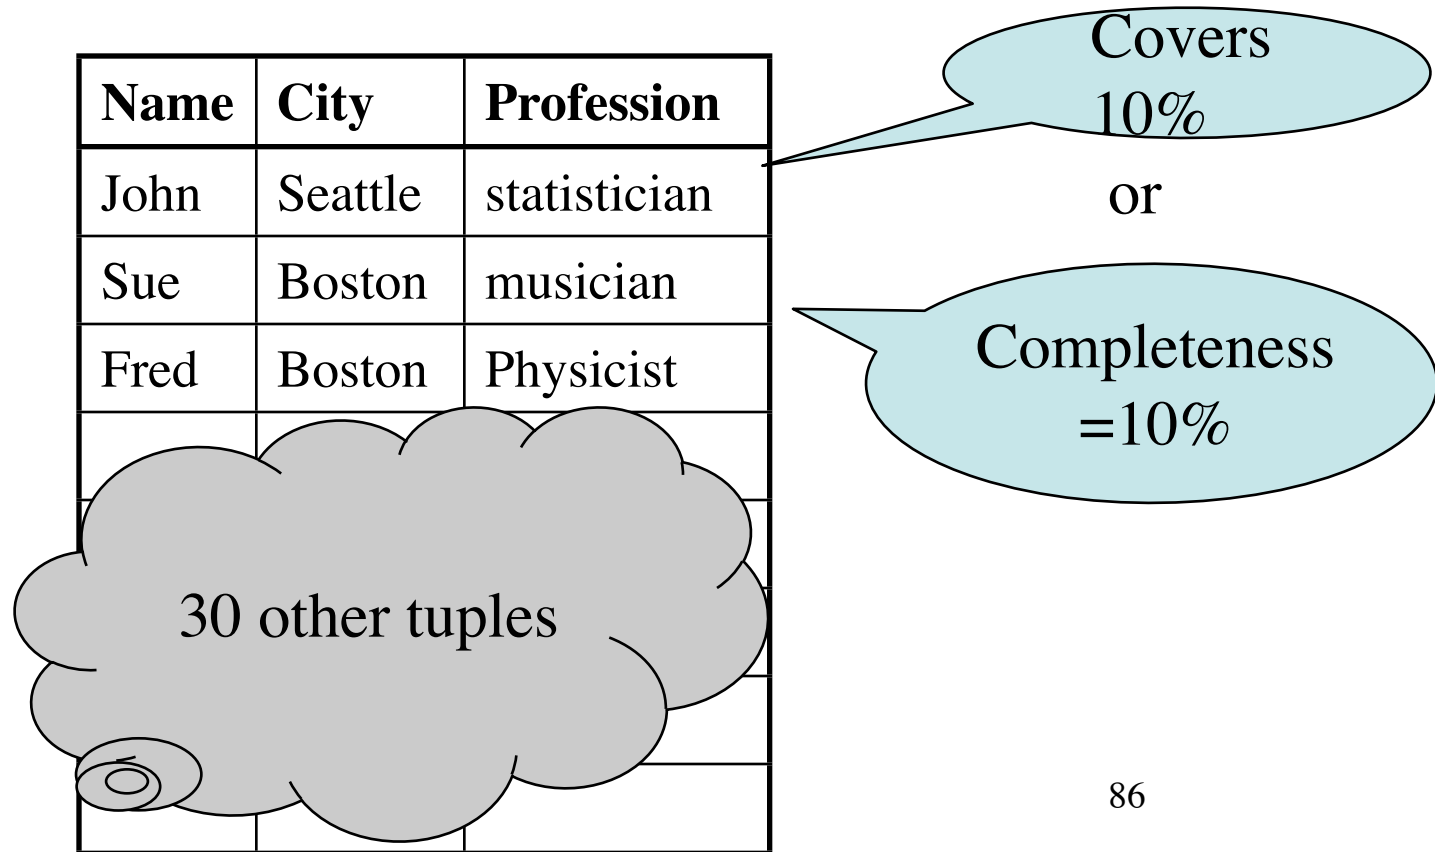 Name City Profession
John Seattle statistician
Sue Boston musician
Fred Boston Physicist
30 other tuples
Covers
10%
or
Completeness
=10%
86